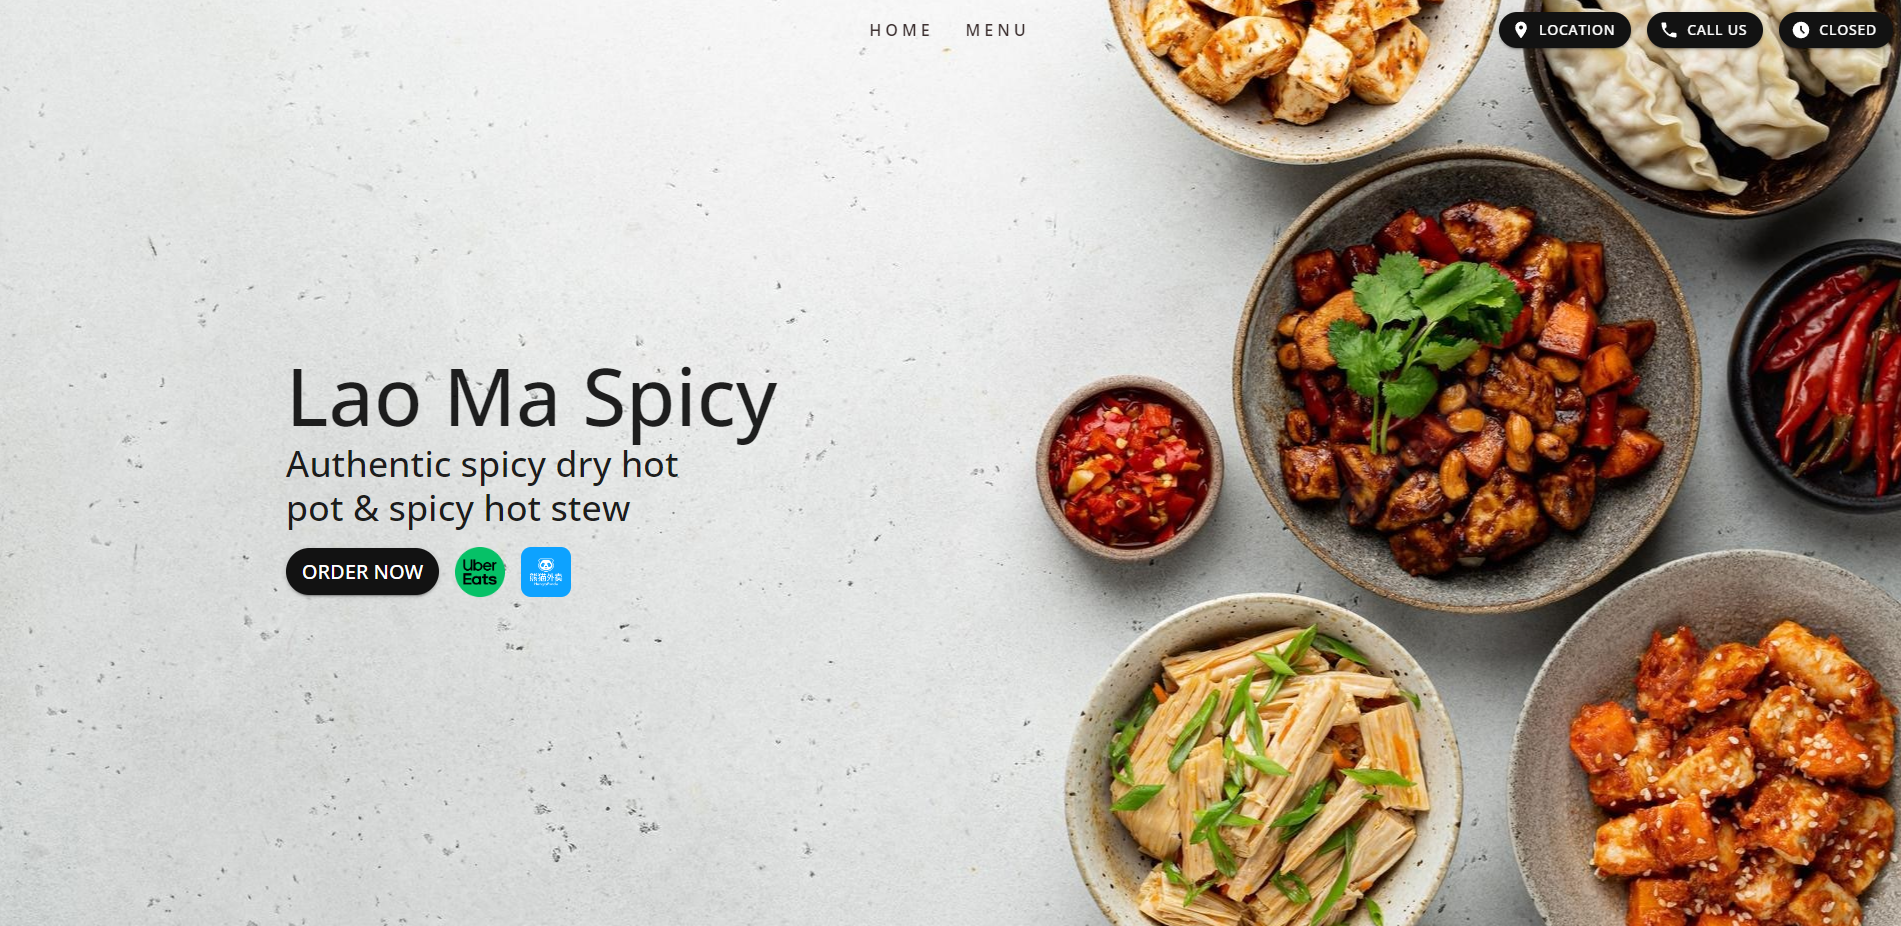 HOME MENU
LOCATION CALL US CLOSED
Lao Ma Spicy
Authentic spicy dry hot
pot & spicy hot stew
ORDER NOW
Uber
Eats
熊猫外卖
HungryPanda